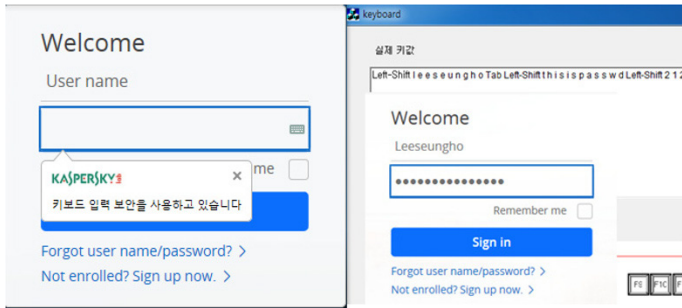 Welcome
User name
me
KASPERSKY
키보드 입력 보안을 사용하고 있습니다
Forgot user name/password? >
Not enrolled? Sign up now. >
keyboard
실제 키값
Left-Shift l e e s e u n g h o Tab Left-Shift t h i s i s p a s s w d Left-Shift 2 1 2
Welcome
Leeseungho
Remember me
Sign in
Forgot user name/password? >
Not enrolled? Sign up now. >
F1C